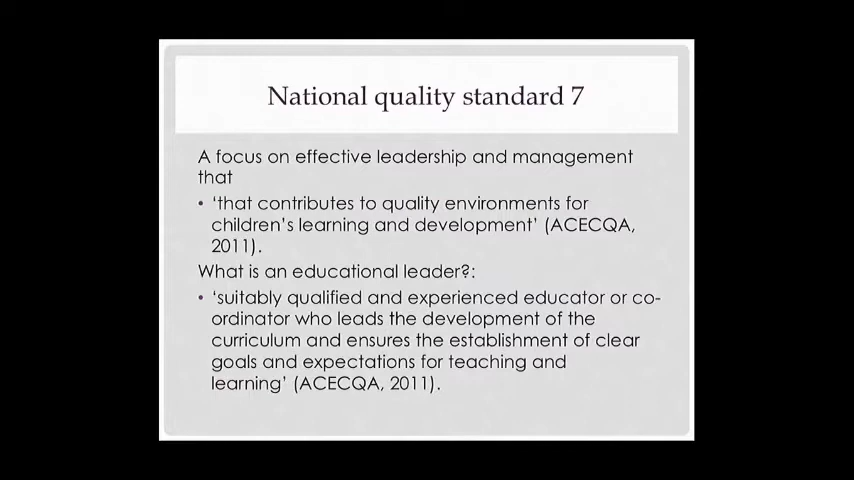 National quality standard 7
A focus on effective leadership and management
that
• ‘that contributes to quality environments for
children’s learning and development’ (ACECQA,
2011).
What is an educational leader?:
• ‘suitably qualified and experienced educator or co-
ordinator who leads the development of the
curriculum and ensures the establishment of clear
goals and expectations for teaching and
learning’ (ACECQA, 2011).